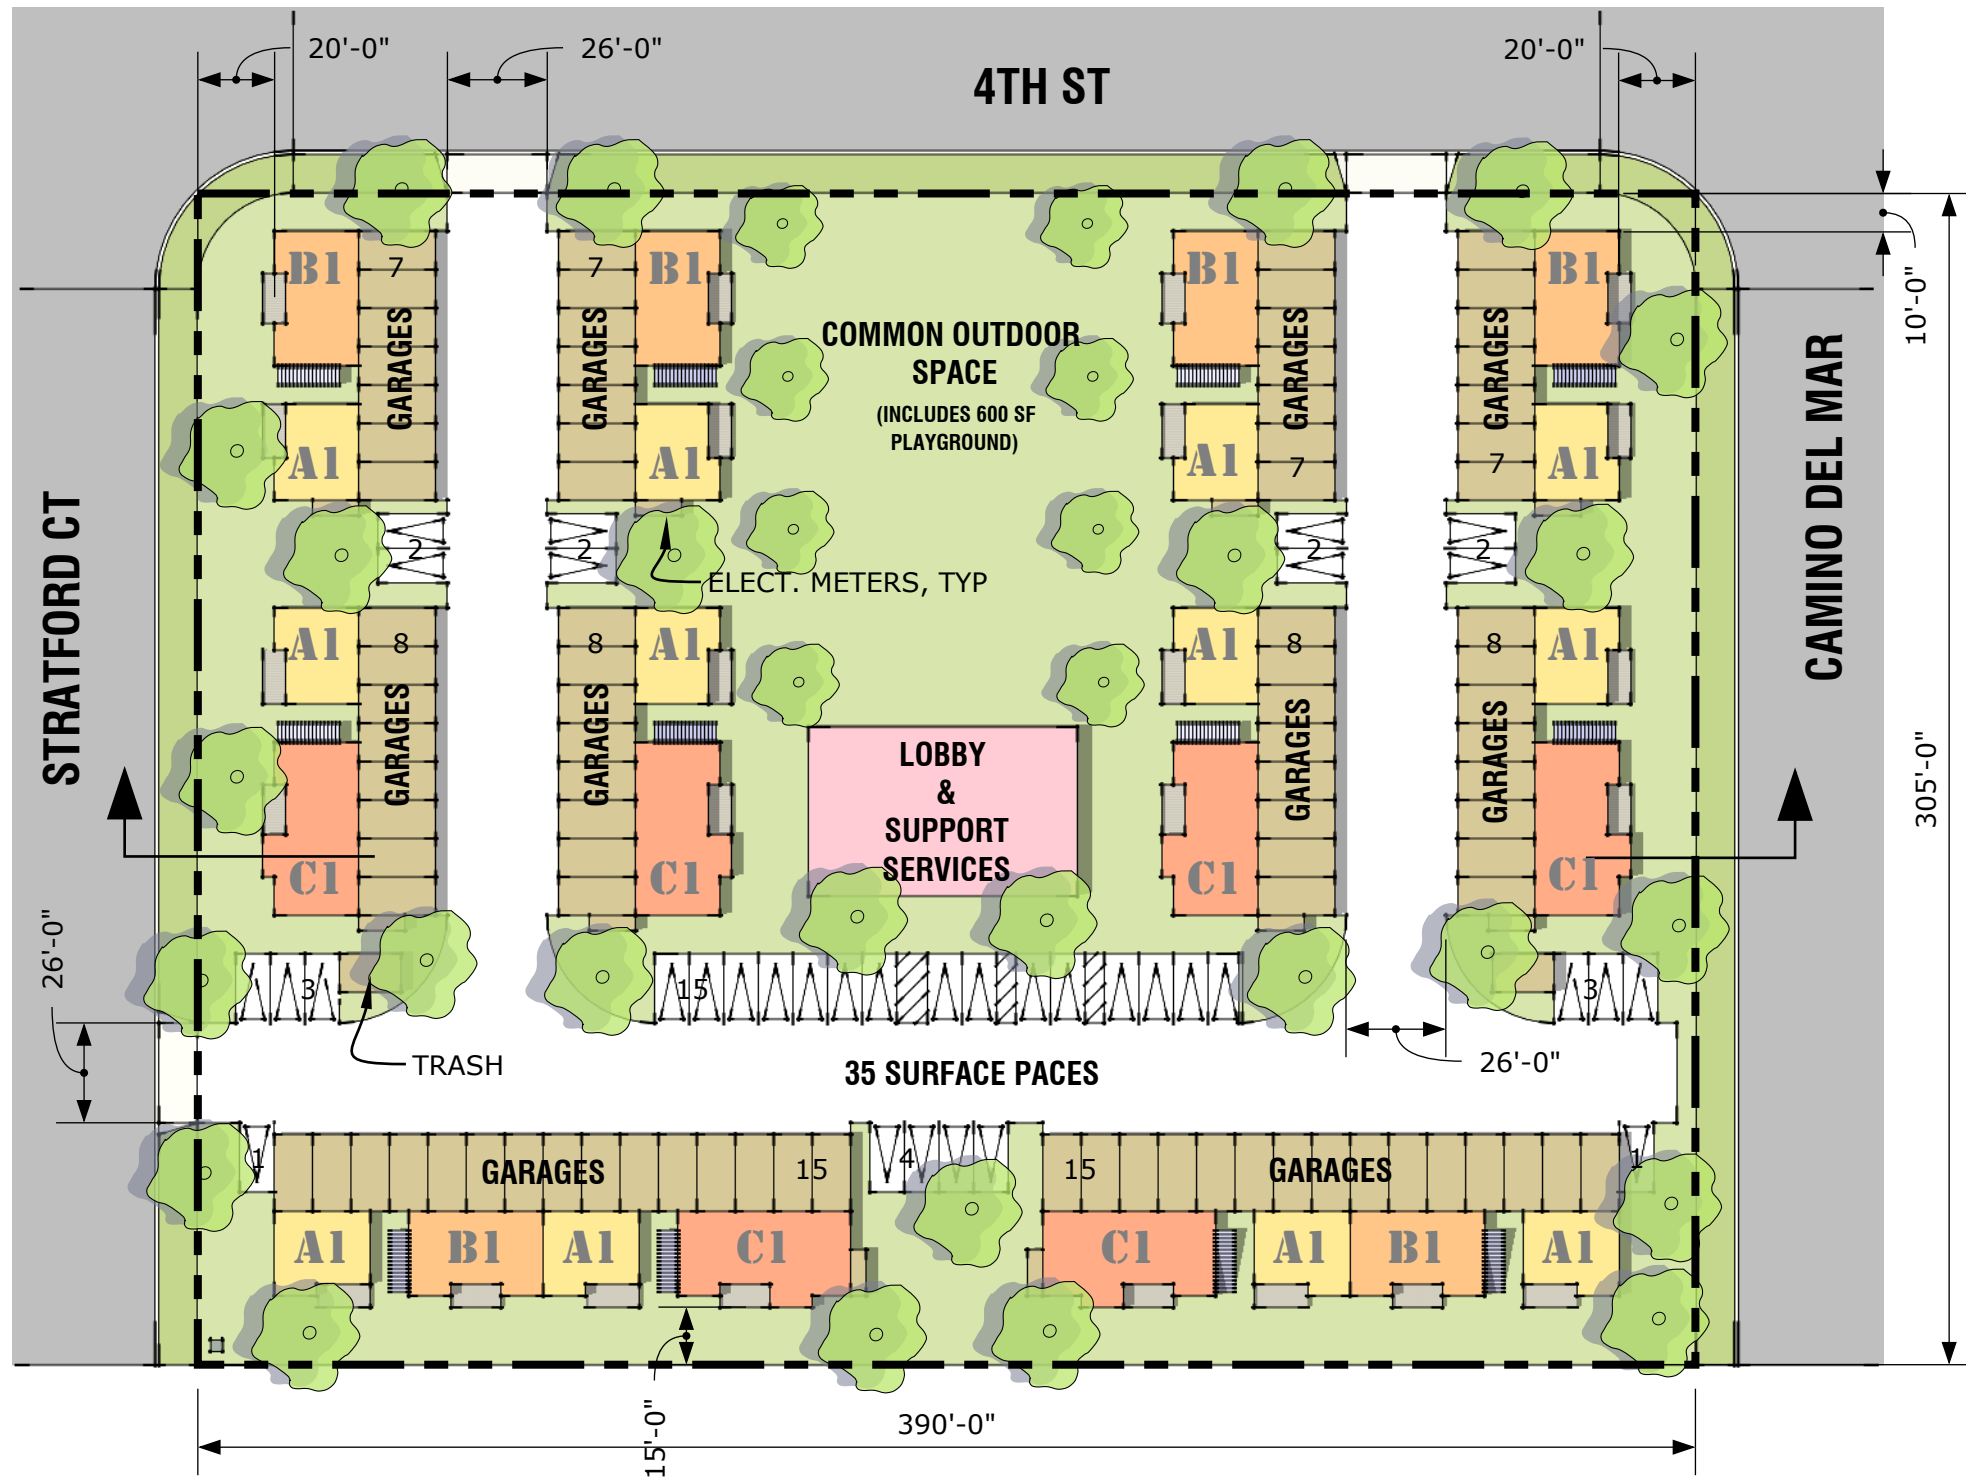 20'-0"
26'-0"
20'-0"
4TH ST
10'-0"
B1
7
7
B1
B1
B1
GARAGES
GARAGES
COMMON OUTDOOR
SPACE
(INCLUDES 600 SF
PLAYGROUND)
GARAGES
GARAGES
A1
A1
A1
7
7
A1
STRATFORD CT
CAMINO DEL MAR
2
2
2
2
ELECT. METERS, TYP
A1
8
8
A1
A1
8
8
A1
GARAGES
GARAGES
GARAGES
GARAGES
LOBBY
&
SUPPORT
SERVICES
305'-0"
C1
C1
C1
C1
26'-0"
3
15
3
TRASH
35 SURFACE PACES
26'-0"
1
GARAGES
15
4
15
GARAGES
1
A1
B1
A1
C1
C1
A1
B1
A1
15'-0"
390'-0"